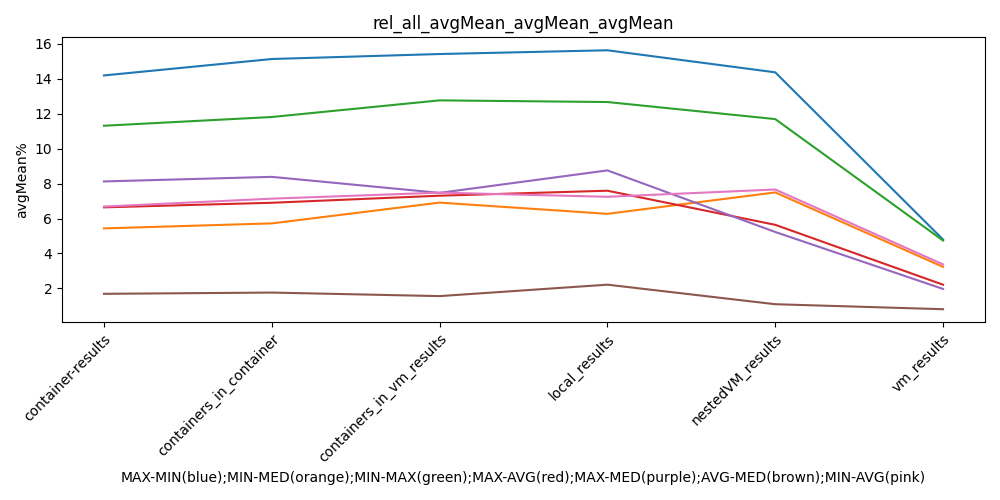 rel_all_avgMean_avgMean_avgMean
avgMean%
16
14
12
10
8
6
4
2
container-results
containers_in_container
containers_in_vm_results
local_results
nestedVM_results
vm_results
MAX-MIN(blue);MIN-MED(orange);MIN-MAX(green);MAX-AVG(red);MAX-MED(purple);AVG-MED(brown);MIN-AVG(pink)